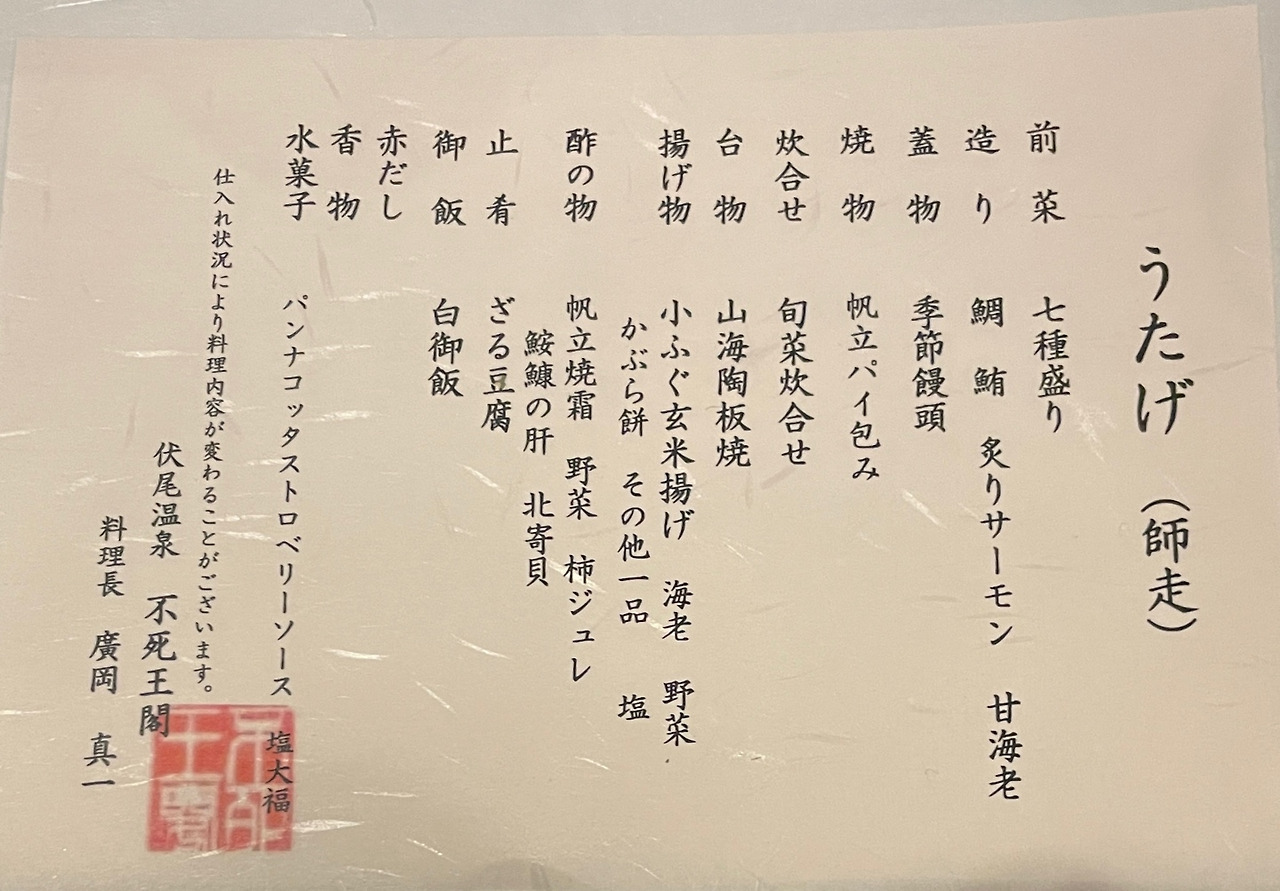 うたげ （師走）
前菜 七種盛り
造り 鯛 鮪 炙りサーモン 甘海老
蓋物 季節饅頭
焼物 帆立パイ包み
炊合せ 旬菜炊合せ
台物 山海陶板焼
揚げ物 小ふぐ玄米揚げ 海老 野菜
かぶら餅 その他一品 塩
酢の物 帆立焼霜 野菜 柿ジュレ
鮟鱇の肝 北寄貝
止肴 ざる豆腐
御飯 白御飯
赤だし
香物
水菓子 パンナコッタストロベリーソース 塩大福
仕入れ状況により料理内容が変わることがございます。
伏尾温泉 不死王閣
料理長 廣岡 真一
不死王閣